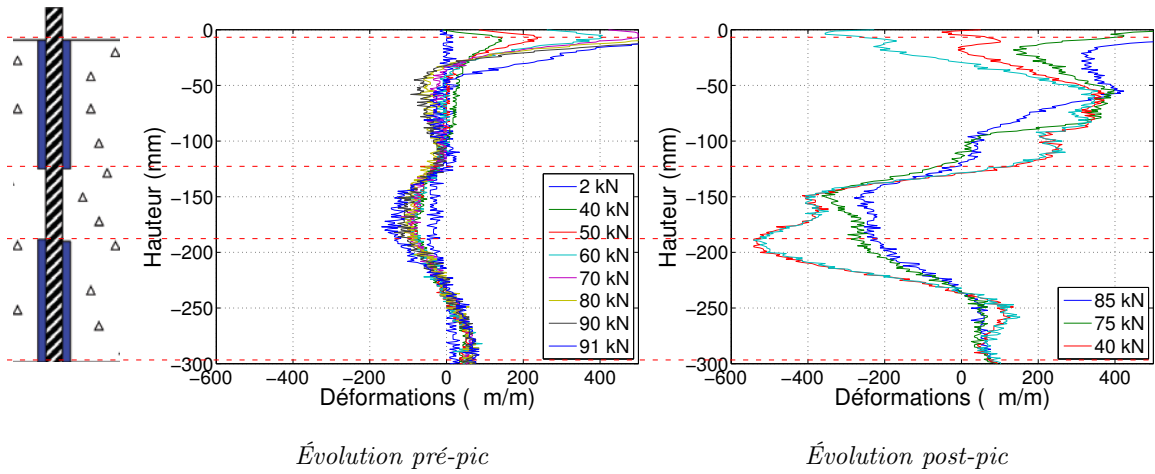 0
−50
−100
−150
−200
−250
−300
−600
−400
−200
0
200
400
Hauteur (mm)
Déformations ( m/m)
2 kN
40 kN
50 kN
60 kN
70 kN
80 kN
90 kN
91 kN
Évolution pré-pic
0
−50
−100
−150
−200
−250
−300
−600
−400
−200
0
200
400
Hauteur (mm)
Déformations ( m/m)
85 kN
75 kN
40 kN
Évolution post-pic